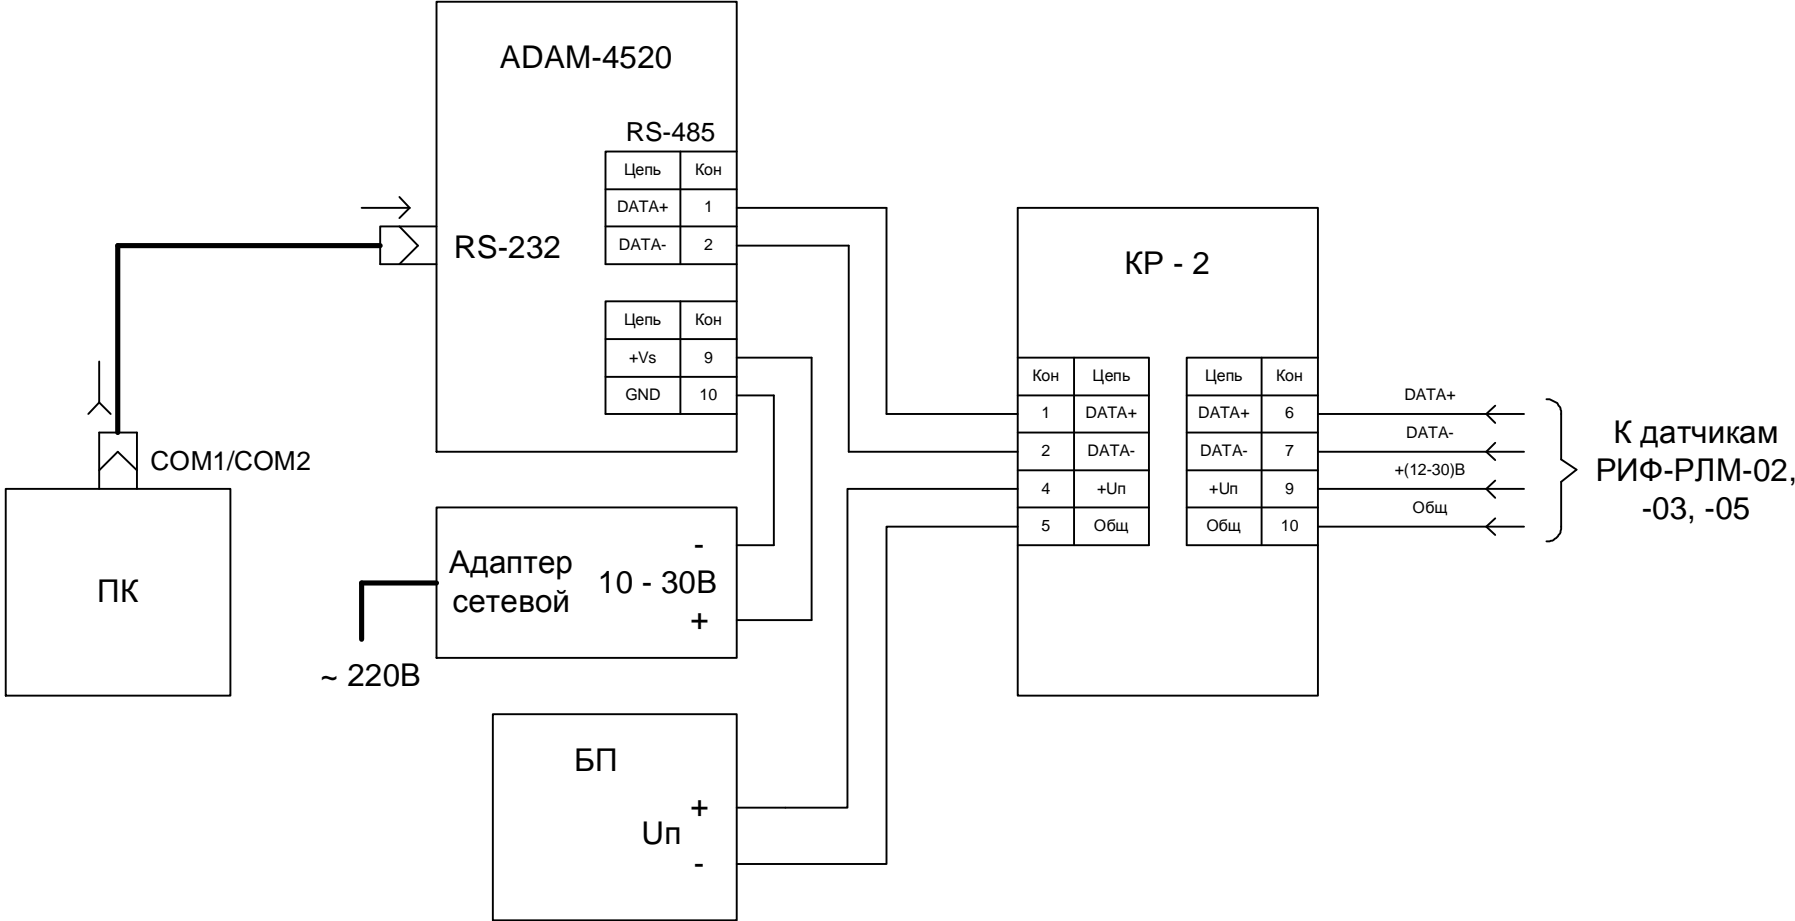 ADAM-4520
RS-485
Цепь Кон
DATA+ 1
DATA- 2
RS-232
Цепь Кон
+Vs 9
GND 10
COM1/COM2
ПК
Адаптер
сетевой
10 - 30В
-
+
~ 220В
БП
Uп
+
-
КР - 2
Кон Цепь
1 DATA+
2 DATA-
4 +Uп
5 Общ
Цепь Кон
DATA+ 6
DATA- 7
+Uп 9
Общ 10
DATA+
DATA-
+(12-30)В
Общ
К датчикам
РИФ-РЛМ-02,
-03, -05